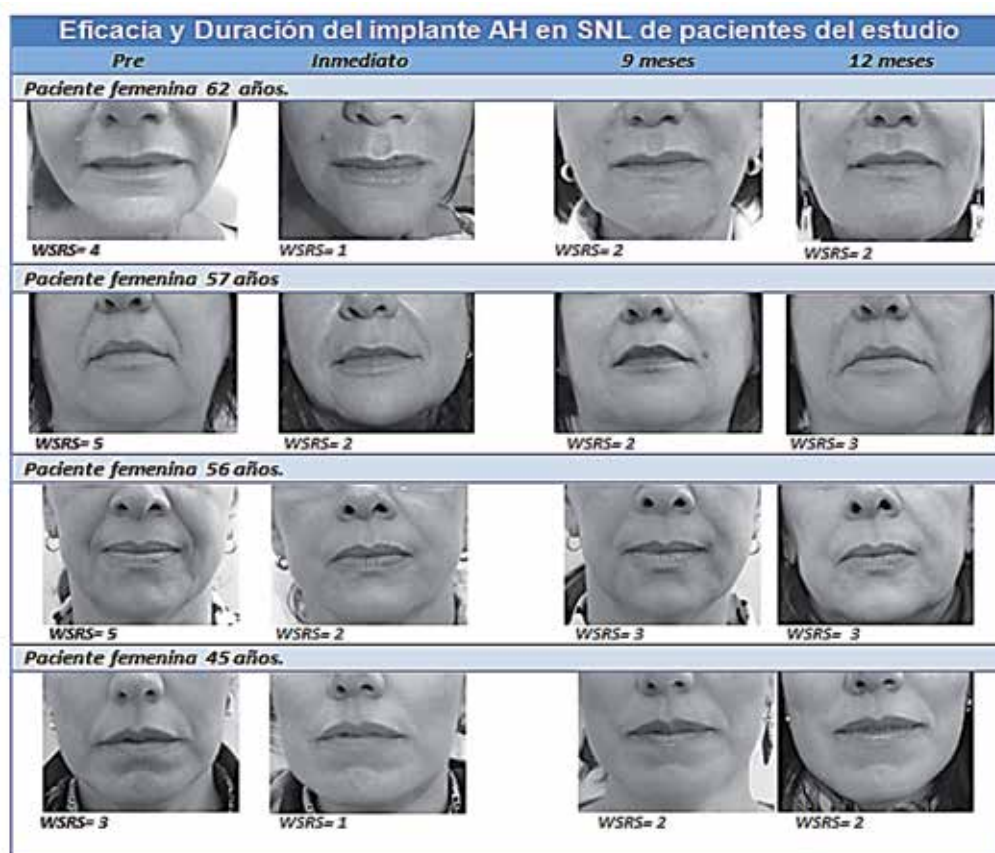 Eficacia y Duración del implante AH en SNL de pacientes del estudio
Pre Inmediato 9 meses 12 meses
Paciente femenina 62 años.
WSRS= 4 WSRS= 1 WSRS= 2 WSRS= 2
Paciente femenina 57 años
WSRS= 5 WSRS= 2 WSRS= 2 WSRS= 3
Paciente femenina 56 años.
WSRS= 5 WSRS= 2 WSRS= 3 WSRS= 3
Paciente femenina 45 años.
WSRS= 3 WSRS= 1 WSRS= 2 WSRS= 2